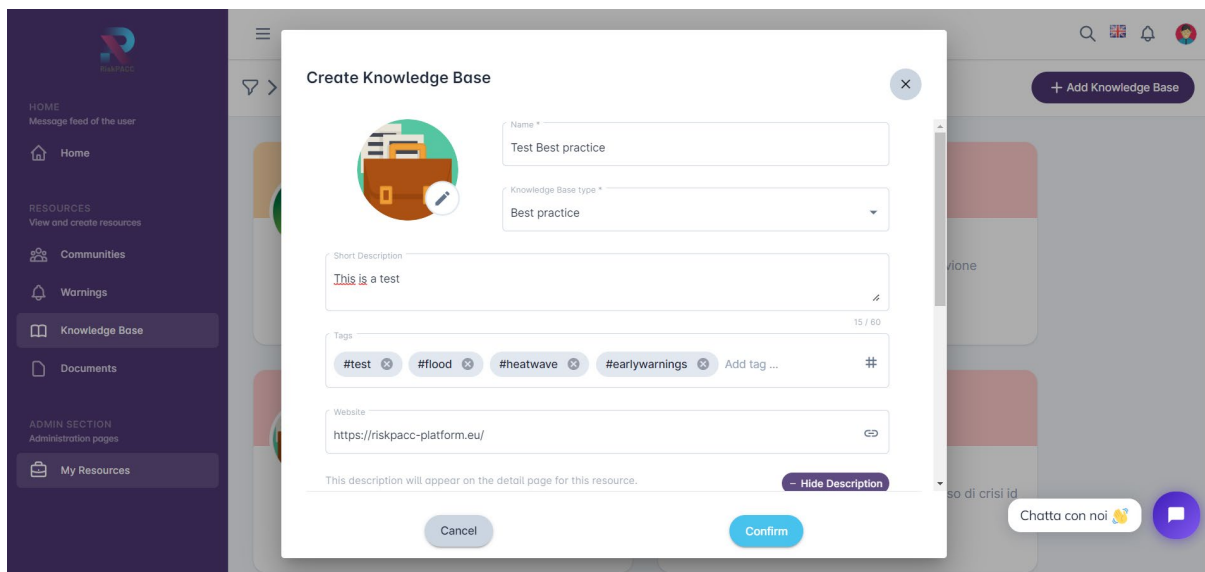 RiskPACC
HOME
Message feed of the user
Home
RESOURCES
View and create resources
Communities
Warnings
Knowledge Base
Documents
ADMIN SECTION
Administration pages
My Resources
+ Add Knowledge Base
Create Knowledge Base
Name *
Test Best practice
Knowledge Base type *
Best practice
Short Description
This is a test
15 / 60
Tags
#test #flood #heatwave #earlywarnings Add tag ...
#
Website
https://riskpacc-platform.eu/
This description will appear on the detail page for this resource.
− Hide Description
Cancel
Confirm
so di crisi id
Chatta con noi 👋